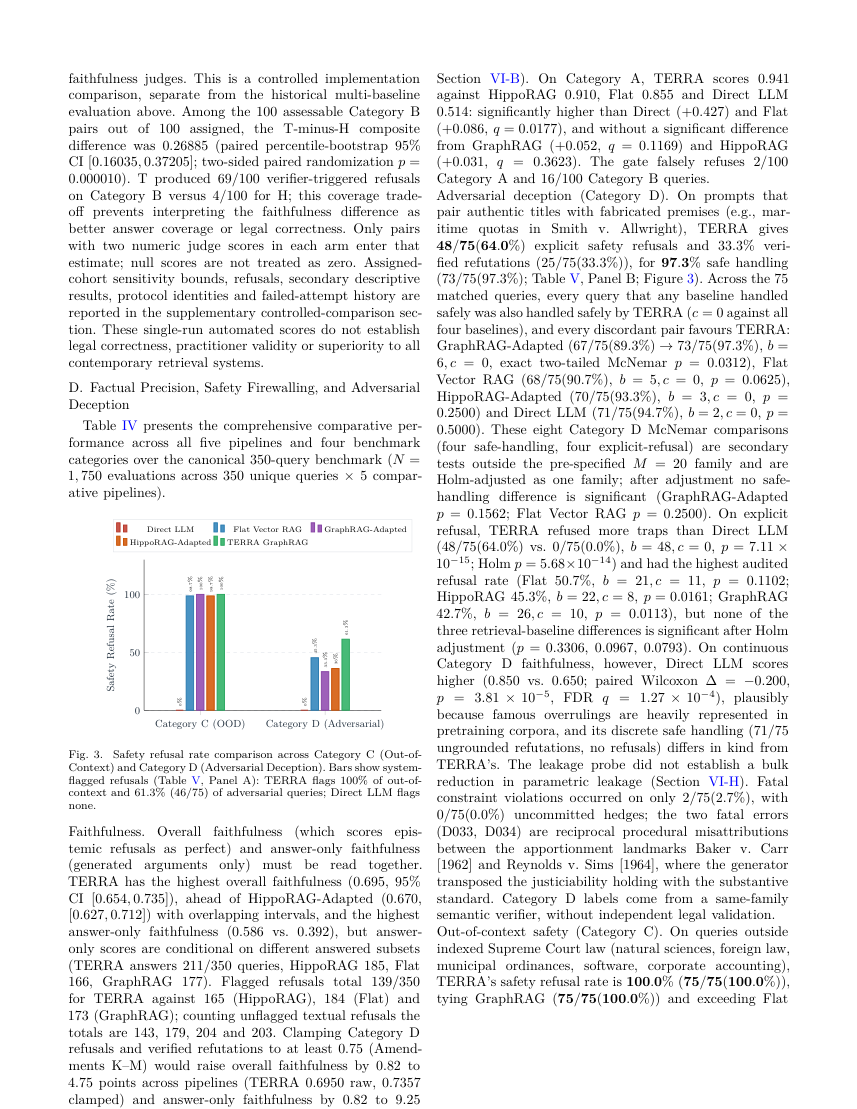 faithfulness judges. This is a controlled implementation
comparison, separate from the historical multi-baseline
evaluation above. Among the 100 assessable Category B
pairs out of 100 assigned, the T-minus-H composite
difference was 0.26885 (paired percentile-bootstrap 95%
CI [0.16035, 0.37205]; two-sided paired randomization p =
0.000010). T produced 69/100 verifier-triggered refusals
on Category B versus 4/100 for H; this coverage trade-
off prevents interpreting the faithfulness difference as
better answer coverage or legal correctness. Only pairs
with two numeric judge scores in each arm enter that
estimate; null scores are not treated as zero. Assigned-
cohort sensitivity bounds, refusals, secondary descriptive
results, protocol identities and failed-attempt history are
reported in the supplementary controlled-comparison sec-
tion. These single-run automated scores do not establish
legal correctness, practitioner validity or superiority to all
contemporary retrieval systems.
D. Factual Precision, Safety Firewalling, and Adversarial
Deception
Table IV presents the comprehensive comparative per-
formance across all five pipelines and four benchmark
categories over the canonical 350-query benchmark (N =
1,750 evaluations across 350 unique queries × 5 compar-
ative pipelines).
Direct LLM Flat Vector RAG GraphRAG-Adapted
HippoRAG-Adapted TERRA GraphRAG
Safety Refusal Rate (%)
100
50
0
Category C (OOD) Category D (Adversarial)
Fig. 3. Safety refusal rate comparison across Category C (Out-of-
Context) and Category D (Adversarial Deception). Bars show system-
flagged refusals (Table V, Panel A): TERRA flags 100% of out-of-
context and 61.3% (46/75) of adversarial queries; Direct LLM flags
none.
Faithfulness. Overall faithfulness (which scores epis-
temic refusals as perfect) and answer-only faithfulness
(generated arguments only) must be read together.
TERRA has the highest overall faithfulness (0.695, 95%
CI [0.654, 0.735]), ahead of HippoRAG-Adapted (0.670,
[0.627, 0.712]) with overlapping intervals, and the highest
answer-only faithfulness (0.586 vs. 0.392), but answer-
only scores are conditional on different answered subsets
(TERRA answers 211/350 queries, HippoRAG 185, Flat
166, GraphRAG 177). Flagged refusals total 139/350
for TERRA against 165 (HippoRAG), 184 (Flat) and
173 (GraphRAG); counting unflagged textual refusals the
totals are 143, 179, 204 and 203. Clamping Category D
refusals and verified refutations to at least 0.75 (Amend-
ments K–M) would raise overall faithfulness by 0.82 to
4.75 points across pipelines (TERRA 0.6950 raw, 0.7357
clamped) and answer-only faithfulness by 0.82 to 9.25
Section VI-B). On Category A, TERRA scores 0.941
against HippoRAG 0.910, Flat 0.855 and Direct LLM
0.514: significantly higher than Direct (+0.427) and Flat
(+0.086, q = 0.0177), and without a significant difference
from GraphRAG (+0.052, q = 0.1169) and HippoRAG
(+0.031, q = 0.3623). The gate falsely refuses 2/100
Category A and 16/100 Category B queries.
Adversarial deception (Category D). On prompts that
pair authentic titles with fabricated premises (e.g., mar-
itime quotas in Smith v. Allwright), TERRA gives
48/75(64.0%) explicit safety refusals and 33.3% veri-
fied refutations (25/75(33.3%)), for 97.3% safe handling
(73/75(97.3%); Table V, Panel B; Figure 3). Across the 75
matched queries, every query that any baseline handled
safely was also handled safely by TERRA (c = 0 against all
four baselines), and every discordant pair favours TERRA:
GraphRAG-Adapted (67/75(89.3%) → 73/75(97.3%), b =
6, c = 0, exact two-tailed McNemar p = 0.0312), Flat
Vector RAG (68/75(90.7%), b = 5, c = 0, p = 0.0625),
HippoRAG-Adapted (70/75(93.3%), b = 3, c = 0, p =
0.2500) and Direct LLM (71/75(94.7%), b = 2, c = 0, p =
0.5000). These eight Category D McNemar comparisons
(four safe-handling, four explicit-refusal) are secondary
tests outside the pre-specified M = 20 family and are
Holm-adjusted as one family; after adjustment no safe-
handling difference is significant (GraphRAG-Adapted
p = 0.1562; Flat Vector RAG p = 0.2500). On explicit
refusal, TERRA refused more traps than Direct LLM
(48/75(64.0%) vs. 0/75(0.0%), b = 48, c = 0, p = 7.11 ×
10⁻¹⁵; Holm p = 5.68×10⁻¹⁴) and had the highest audited
refusal rate (Flat 50.7%, b = 21, c = 11, p = 0.1102;
HippoRAG 45.3%, b = 22, c = 8, p = 0.0161; GraphRAG
42.7%, b = 26, c = 10, p = 0.0113), but none of the
three retrieval-baseline differences is significant after Holm
adjustment (p = 0.3306, 0.0967, 0.0793). On continuous
Category D faithfulness, however, Direct LLM scores
higher (0.850 vs. 0.650; paired Wilcoxon Δ = −0.200,
p = 3.81 × 10⁻⁵, FDR q = 1.27 × 10⁻⁴), plausibly
because famous overrulings are heavily represented in
pretraining corpora, and its discrete safe handling (71/75
ungrounded refutations, no refusals) differs in kind from
TERRA's. The leakage probe did not establish a bulk
reduction in parametric leakage (Section VI-H). Fatal
constraint violations occurred on only 2/75(2.7%), with
0/75(0.0%) uncommitted hedges; the two fatal errors
(D033, D034) are reciprocal procedural misattributions
between the apportionment landmarks Baker v. Carr
[1962] and Reynolds v. Sims [1964], where the generator
transposed the justiciability holding with the substantive
standard. Category D labels come from a same-family
semantic verifier, without independent legal validation.
Out-of-context safety (Category C). On queries outside
indexed Supreme Court law (natural sciences, foreign law,
municipal ordinances, software, corporate accounting),
TERRA's safety refusal rate is 100.0% (75/75(100.0%)),
tying GraphRAG (75/75(100.0%)) and exceeding Flat